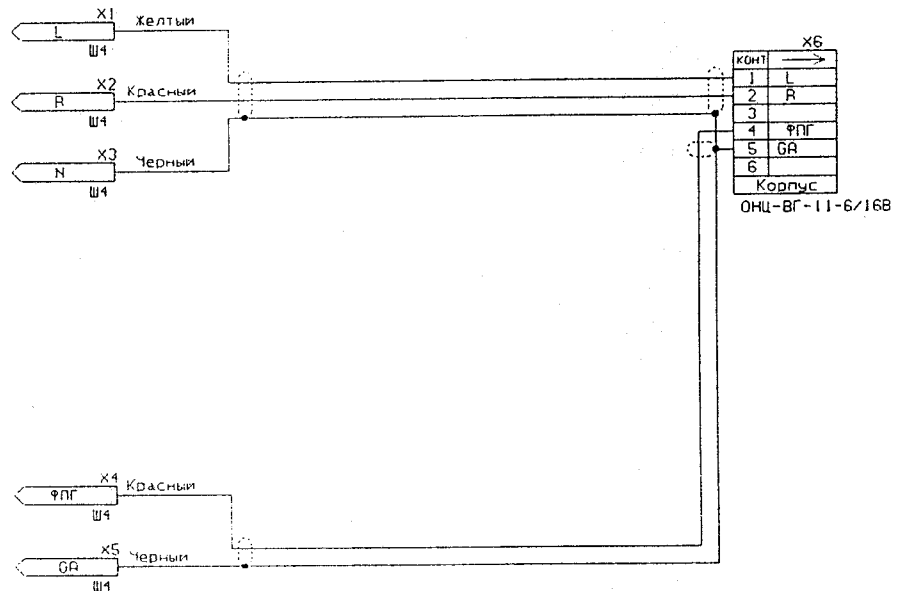 X1 Желтый
L
Ш4
X2 Красный
R
Ш4
X3 Черный
N
Ш4
X6
КОНТ
1 L
2 R
3
4 ФПГ
5 GA
6
Корпус
ОНЦ-ВГ-11-6/16В
X4 Красный
ФПГ
Ш4
X5 Черный
GA
Ш4